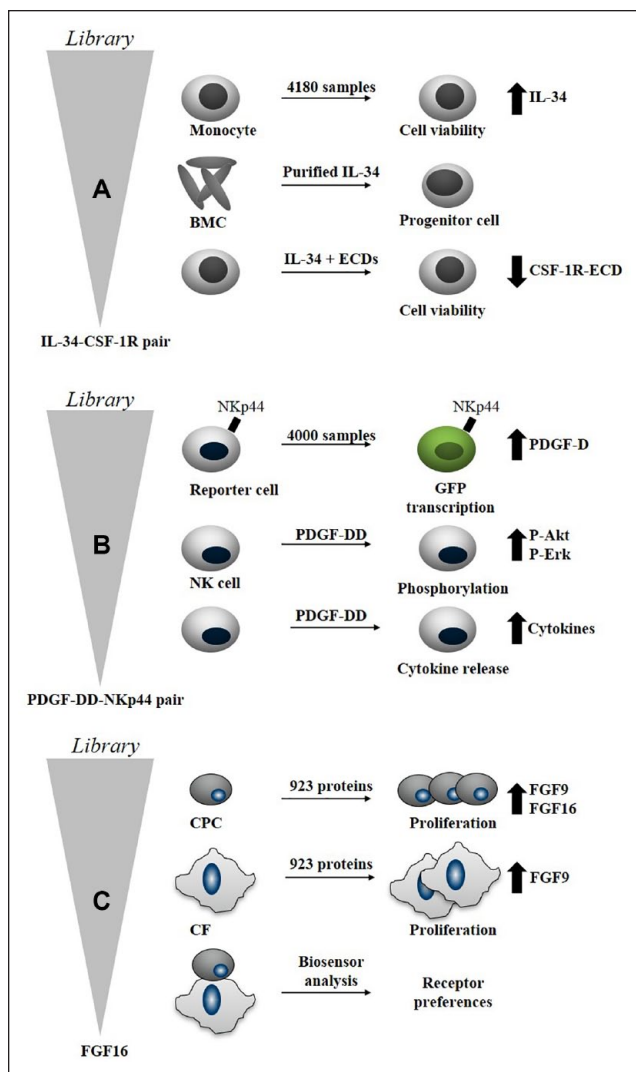 Library
4180 samples
IL-34
Monocyte
Cell viability
Purified IL-34
A
BMC
Progenitor cell
IL-34 + ECDs
CSF-1R-ECD
Cell viability
IL-34-CSF-1R pair
Library
NKp44
NKp44
4000 samples
PDGF-D
Reporter cell
GFP
transcription
B
PDGF-DD
P-Akt
P-Erk
NK cell
Phosphorylation
PDGF-DD
Cytokines
Cytokine release
PDGF-DD-NKp44 pair
Library
923 proteins
FGF9
FGF16
CPC
Proliferation
C
923 proteins
FGF9
CF
Proliferation
Biosensor
analysis
Receptor
preferences
FGF16